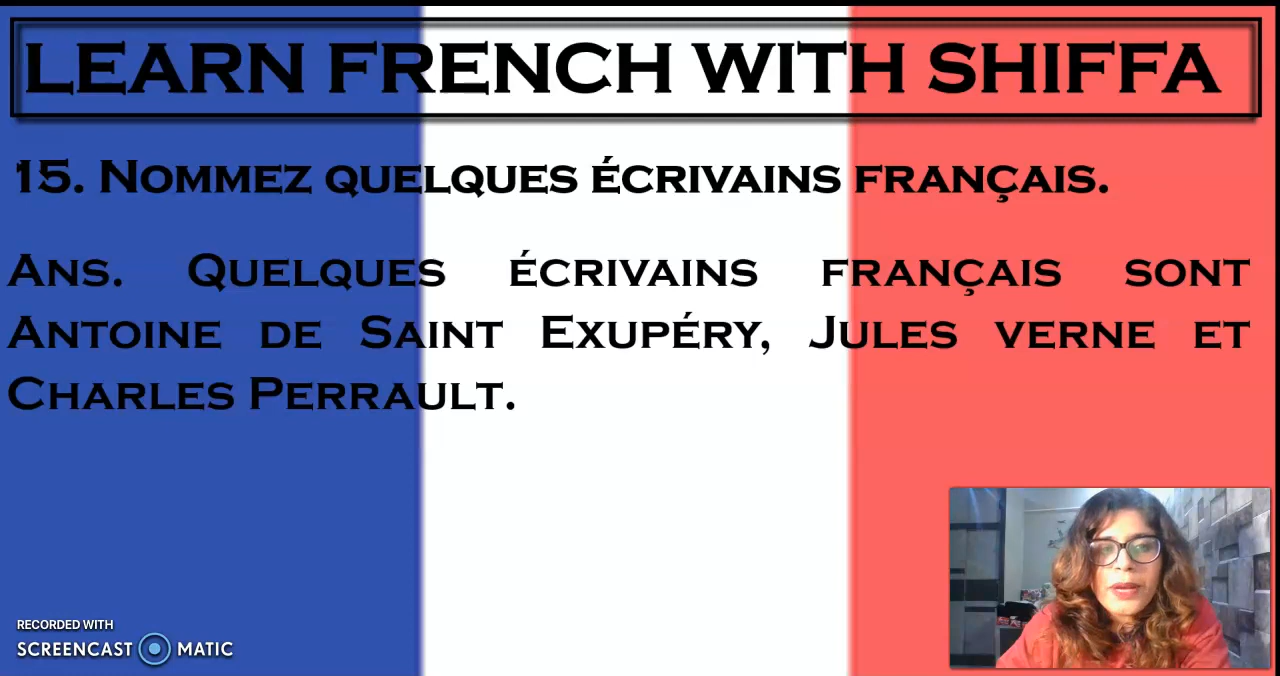 LEARN FRENCH WITH SHIFFA
15. NOMMEZ QUELQUES ÉCRIVAINS FRANÇAIS.
ANS. QUELQUES ÉCRIVAINS FRANÇAIS SONT
ANTOINE DE SAINT EXUPÉRY, JULES VERNE ET
CHARLES PERRAULT.
RECORDED WITH
SCREENCAST MATIC